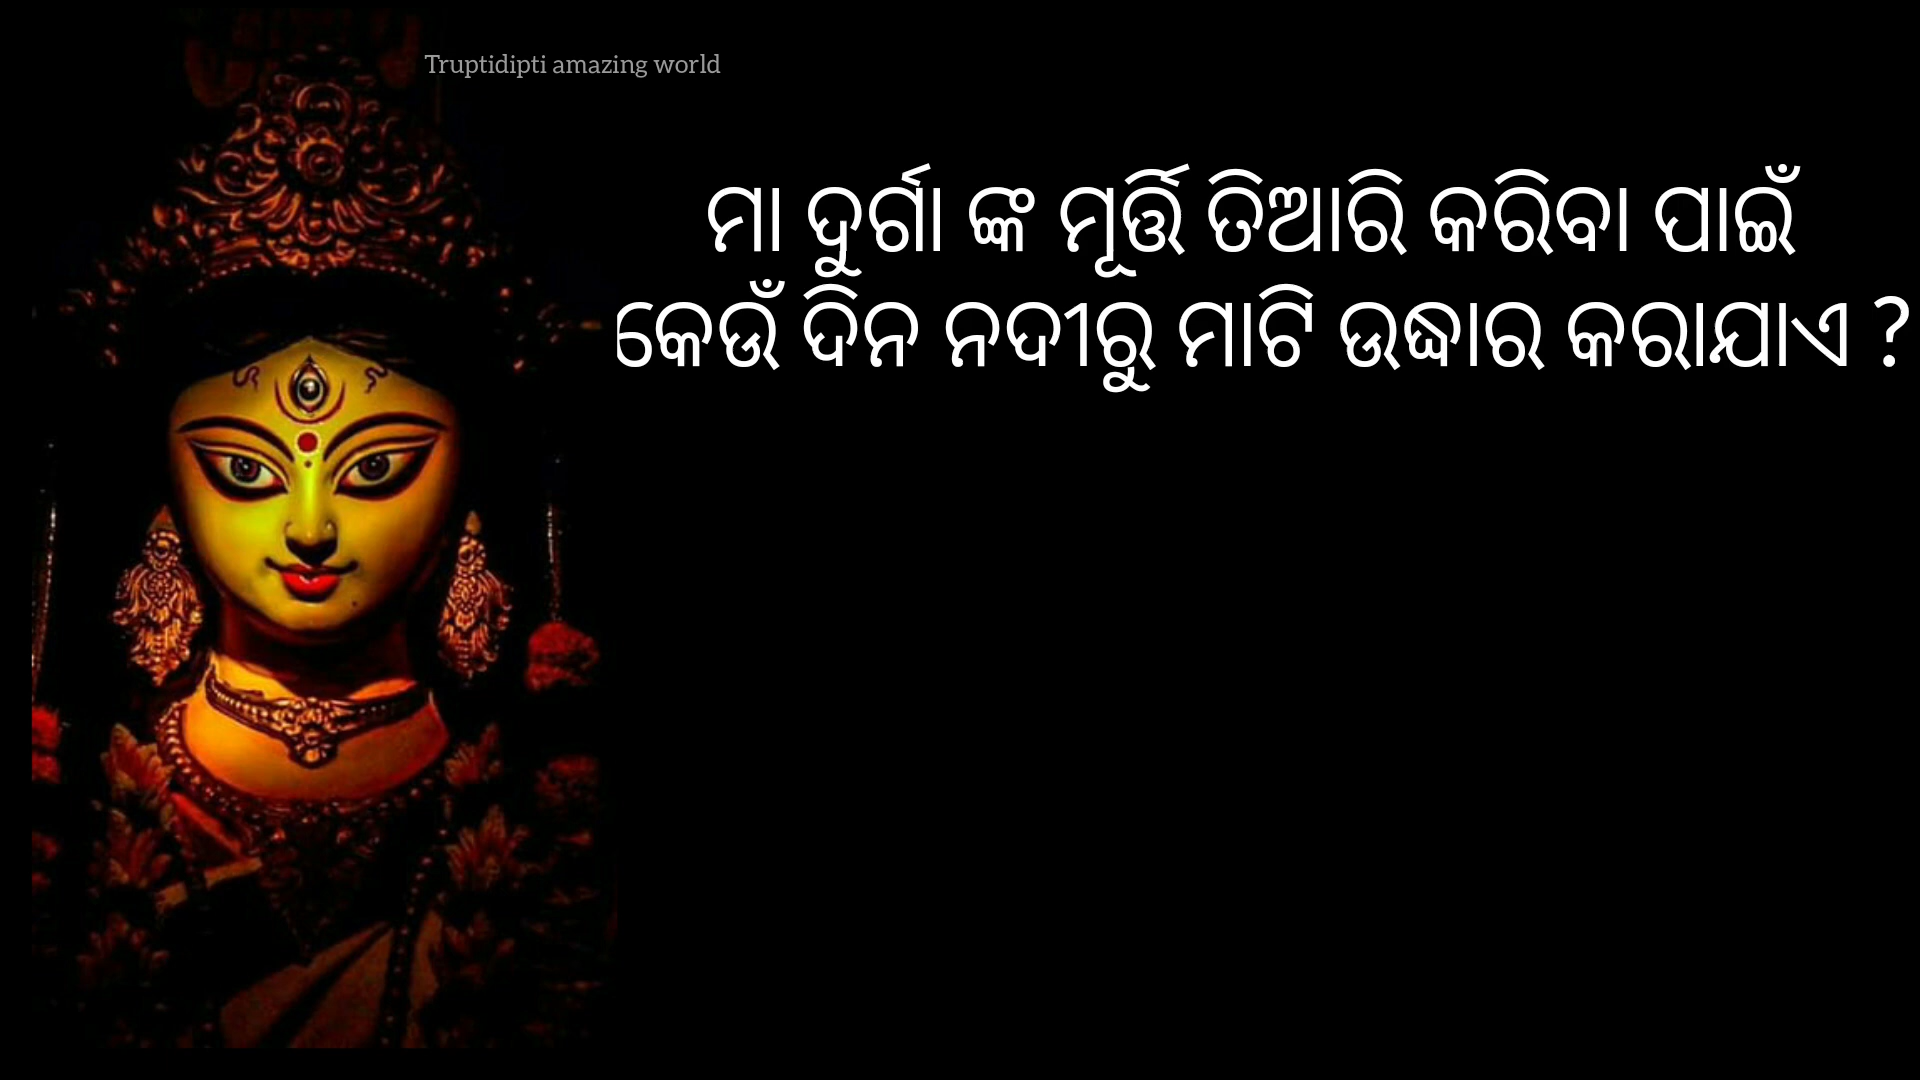 Truptidipti amazing world
ମା ଦୁର୍ଗା ଙ୍କ ମୂର୍ତ୍ତି ତିଆରି କରିବା ପାଇଁ
କେଉଁ ଦିନ ନଦୀରୁ ମାଟି ଉଦ୍ଧାର କରାଯାଏ ?